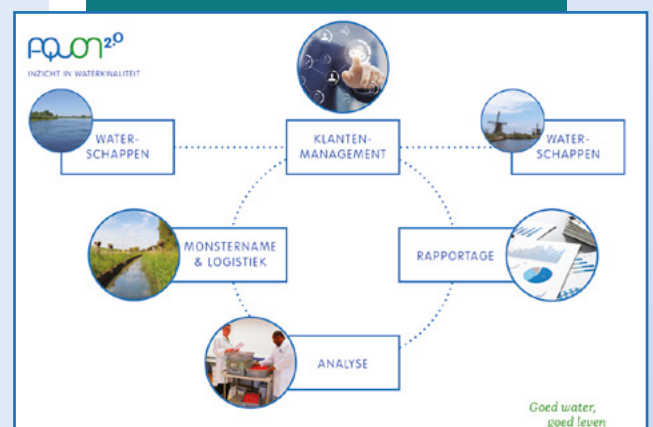 AQUON 2.0
INZICHT IN WATERKWALITEIT
WATER-
SCHAPPEN
KLANTEN-
MANAGEMENT
WATER-
SCHAPPEN
MONSTERNAME
& LOGISTIEK
RAPPORTAGE
ANALYSE
Goed water,
goed leven